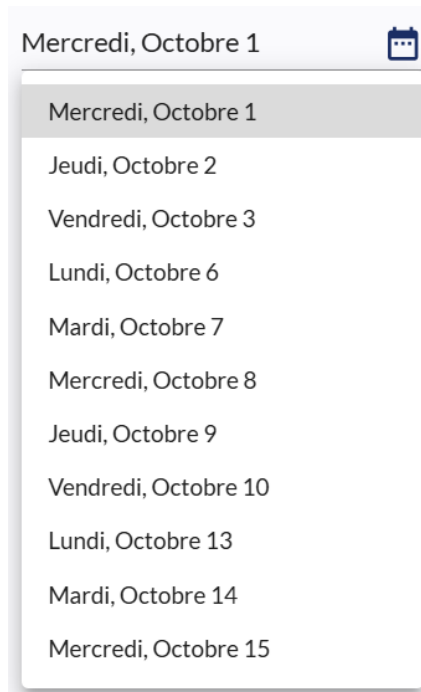 Mercredi, Octobre 1
Mercredi, Octobre 1
Jeudi, Octobre 2
Vendredi, Octobre 3
Lundi, Octobre 6
Mardi, Octobre 7
Mercredi, Octobre 8
Jeudi, Octobre 9
Vendredi, Octobre 10
Lundi, Octobre 13
Mardi, Octobre 14
Mercredi, Octobre 15